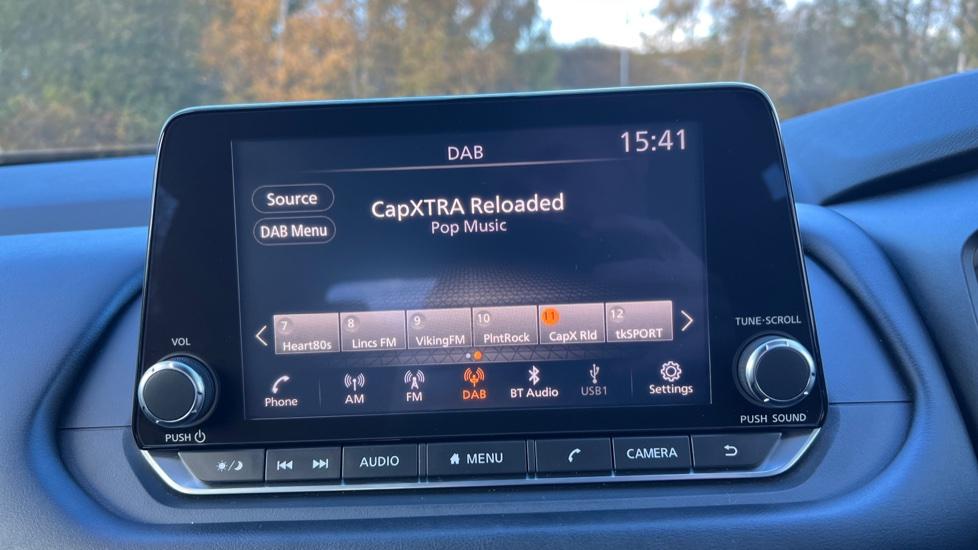 DAB
15:41
Source
CapXTRA Reloaded
DAB Menu
Pop Music
7 8 9 10 11 12
Heart80s Lincs FM VikingFM PlntRock CapX Rld tkSPORT
Phone AM FM DAB BT Audio USB1 Settings
VOL
PUSH
TUNE·SCROLL
PUSH SOUND
AUDIO MENU CAMERA